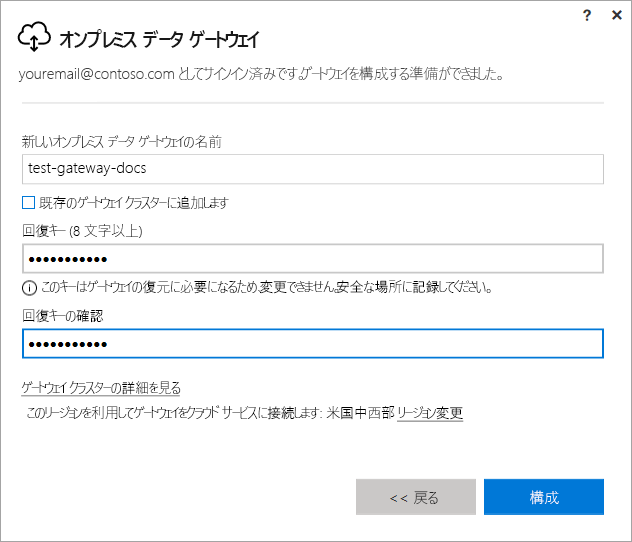 ? ×
オンプレミス データ ゲートウェイ
youremail@contoso.com としてサインイン済みです。ゲートウェイを構成する準備ができました。
新しいオンプレミス データ ゲートウェイの名前
test-gateway-docs
既存のゲートウェイ クラスターに追加します
回復キー (8 文字以上)
●●●●●●●●●●●
このキーはゲートウェイの復元に必要になるため、変更できません。安全な場所に記録してください。
回復キーの確認
●●●●●●●●●●●
ゲートウェイ クラスターの詳細を見る
このリージョンを利用してゲートウェイをクラウド サービスに接続します: 米国中西部 リージョン変更
<< 戻る 構成